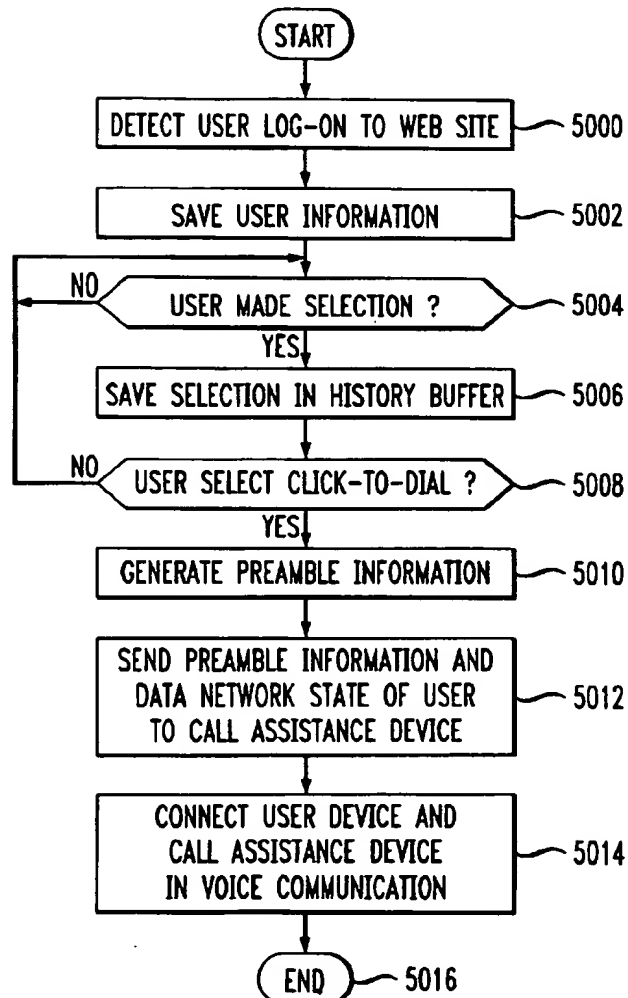 START
DETECT USER LOG-ON TO WEB SITE 5000
SAVE USER INFORMATION 5002
NO USER MADE SELECTION ? 5004
YES
SAVE SELECTION IN HISTORY BUFFER 5006
NO USER SELECT CLICK-TO-DIAL ? 5008
YES
GENERATE PREAMBLE INFORMATION 5010
SEND PREAMBLE INFORMATION AND
DATA NETWORK STATE OF USER 5012
TO CALL ASSISTANCE DEVICE
CONNECT USER DEVICE AND
CALL ASSISTANCE DEVICE 5014
IN VOICE COMMUNICATION
END 5016